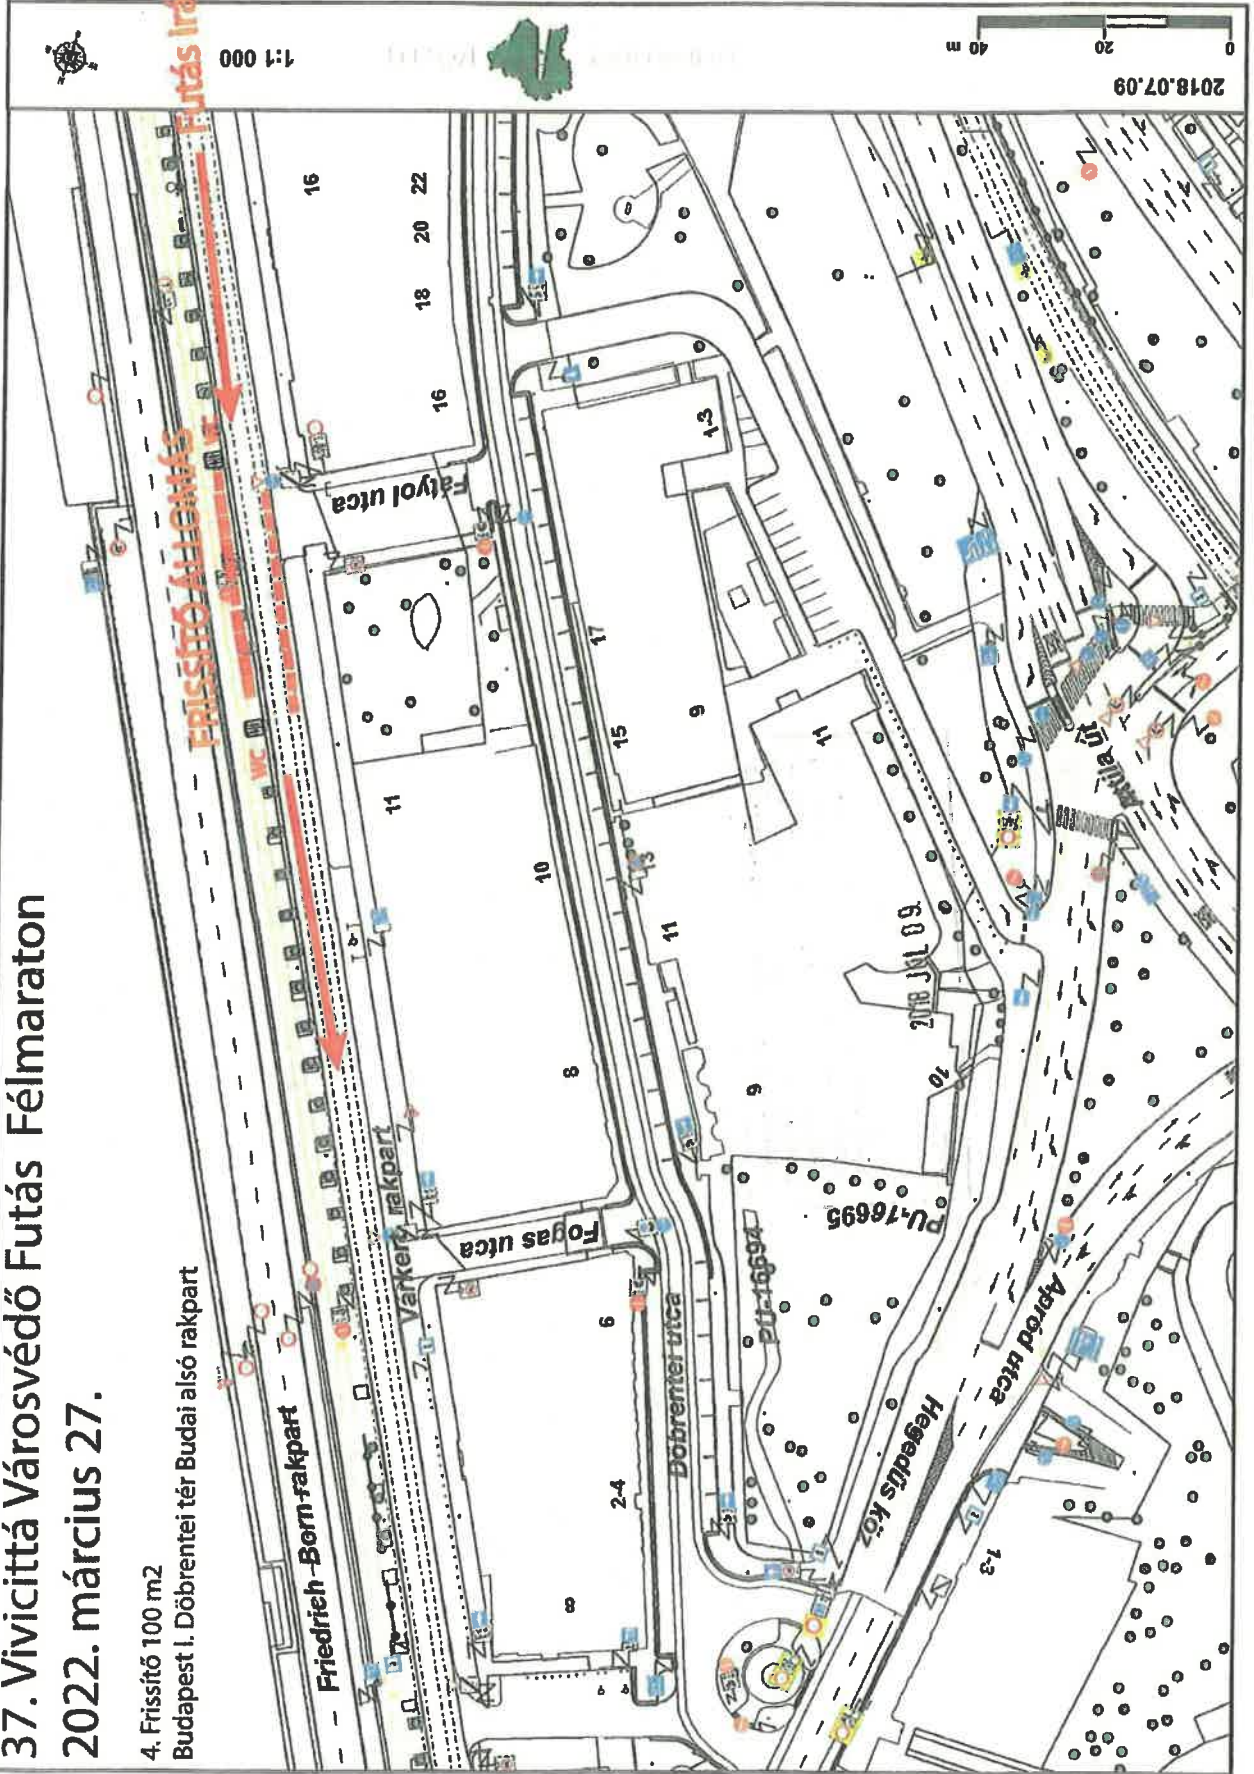 37. Vivicittá Városvédő Futás Félmaraton
2022. március 27.
4. Frissítő 100 m2
Budapest I. Döbrentei tér Budai alsó rakpart
FRISSÍTŐ ÁLLOMÁS
Futás ira
WC
WC
Friedrich Born rakpart
Várkert rakpart
Fátyol utca
Fogas utca
Döbrentei utca
Hegedűs köz
Apród utca
Attila út
PU-16694
PU-16695
2018 JÚL 09.
16
22
20
18
16
11
10
8
6
2-4
8
17
15
13
11
9
9
11
1-3
10
1-3
1:1 000
40 m
20
0
2018.07.09